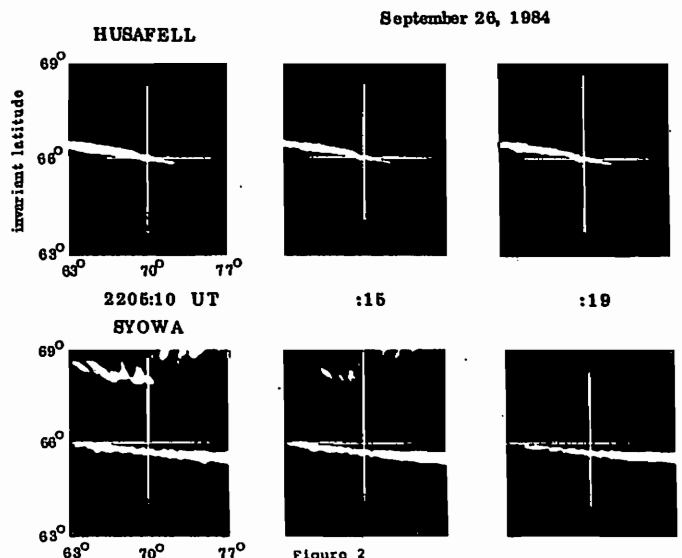 September 26, 1984
HUSAFELL
69°
invariant latitude
66°
63°
63° 70° 77°
2205:10 UT :15 :19
SYOWA
69°
66°
63°
63° 70° 77°
Figure 2